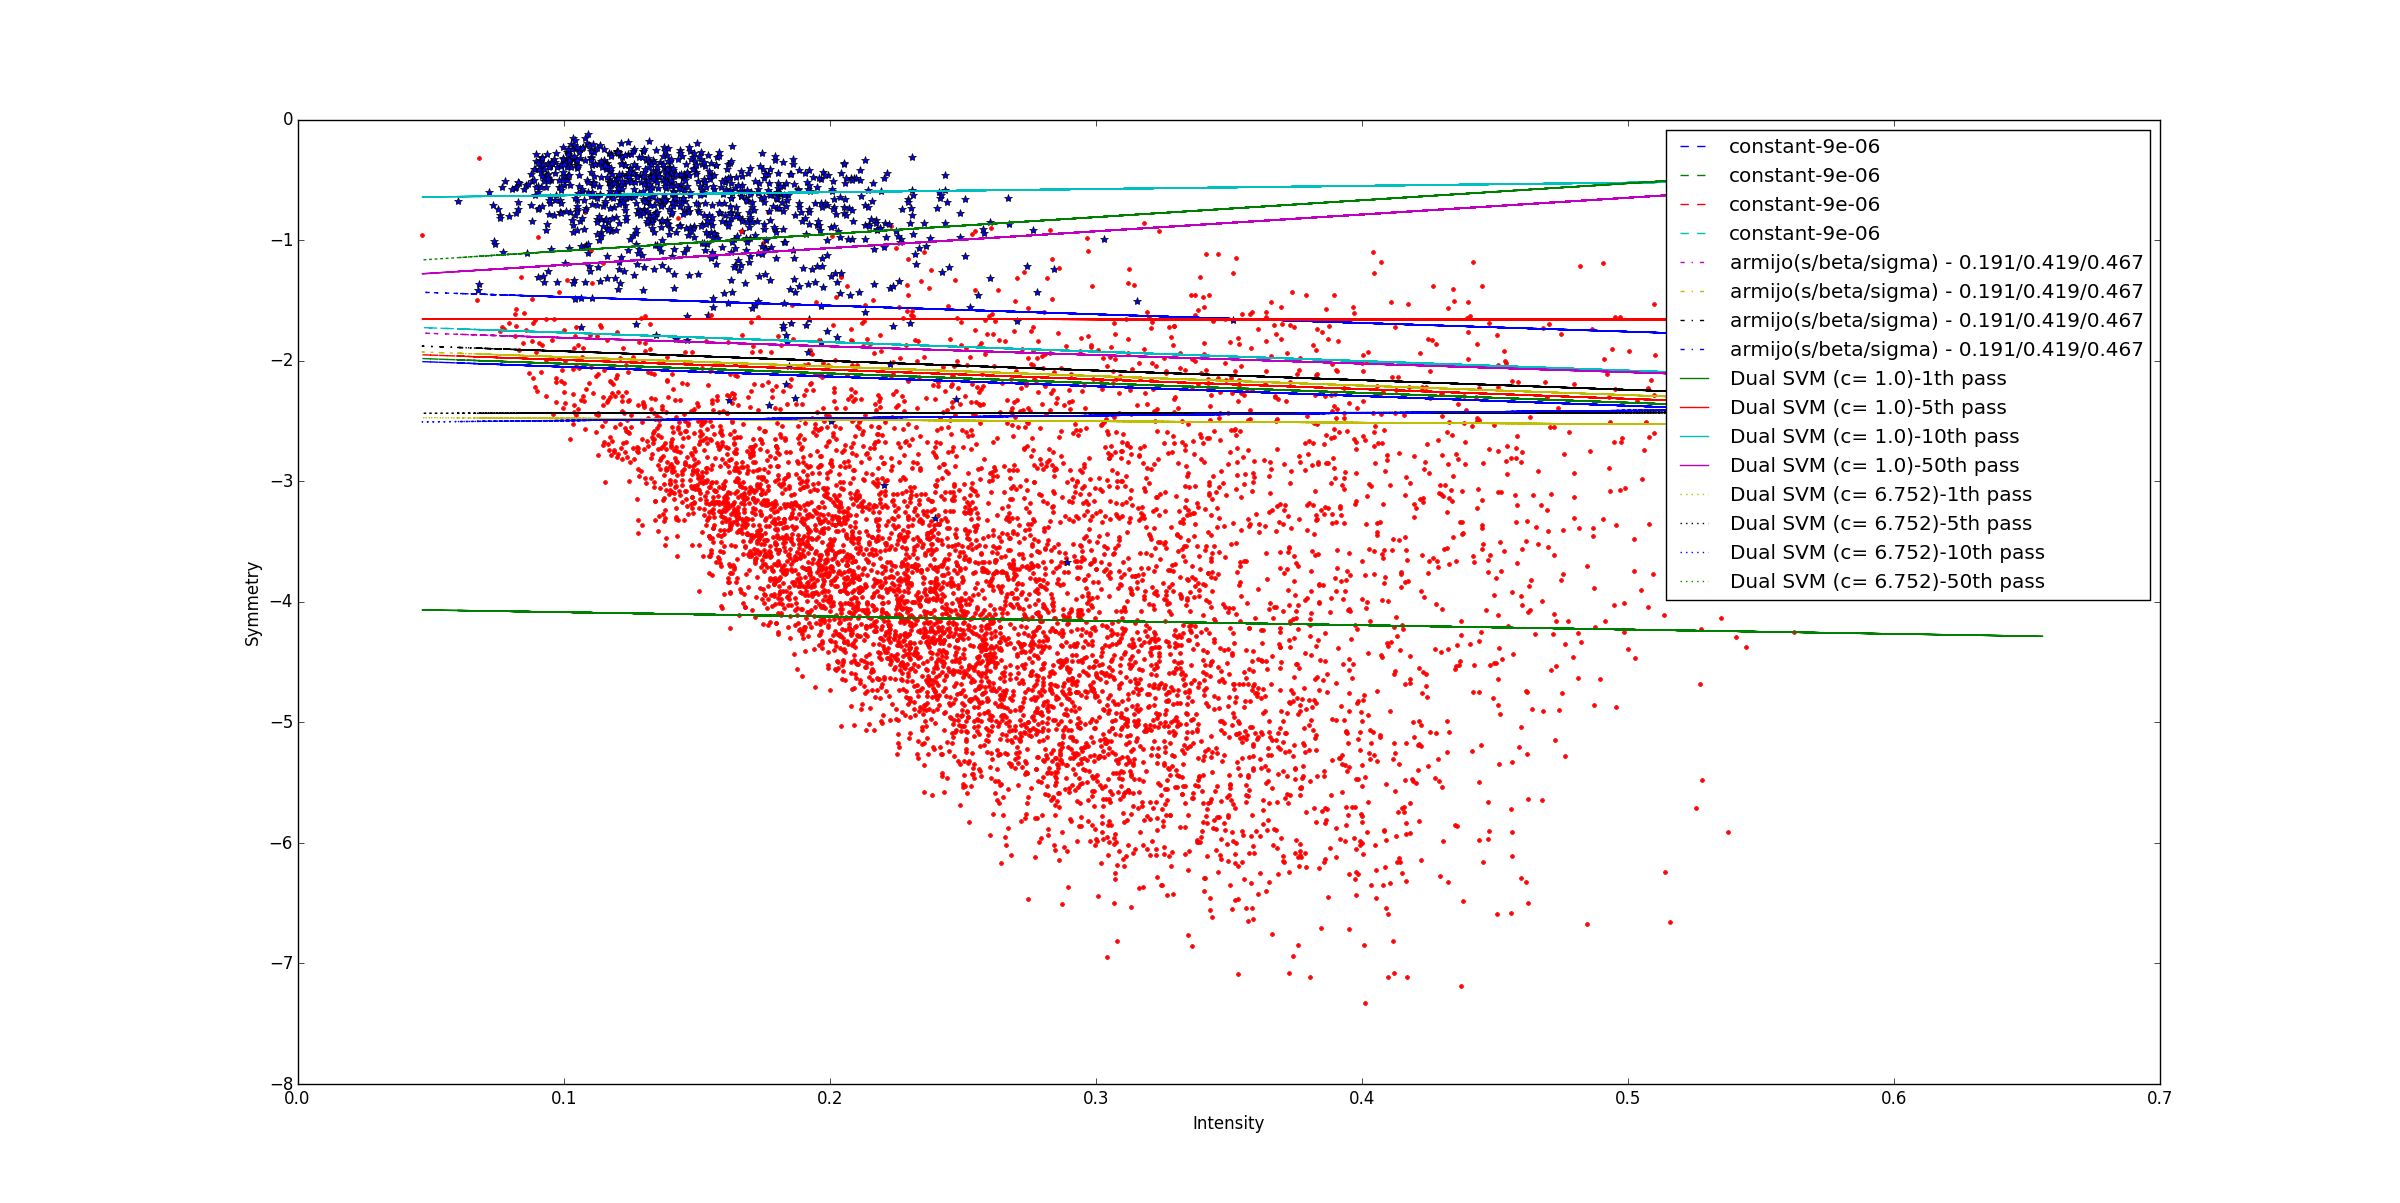 0
−1
−2
−3
−4
−5
−6
−7
−8
Symmetry
0.0 0.1 0.2 0.3 0.4 0.5 0.6 0.7
Intensity
constant-9e-06
constant-9e-06
constant-9e-06
constant-9e-06
armijo(s/beta/sigma) - 0.191/0.419/0.467
armijo(s/beta/sigma) - 0.191/0.419/0.467
armijo(s/beta/sigma) - 0.191/0.419/0.467
armijo(s/beta/sigma) - 0.191/0.419/0.467
Dual SVM (c= 1.0)-1th pass
Dual SVM (c= 1.0)-5th pass
Dual SVM (c= 1.0)-10th pass
Dual SVM (c= 1.0)-50th pass
Dual SVM (c= 6.752)-1th pass
Dual SVM (c= 6.752)-5th pass
Dual SVM (c= 6.752)-10th pass
Dual SVM (c= 6.752)-50th pass